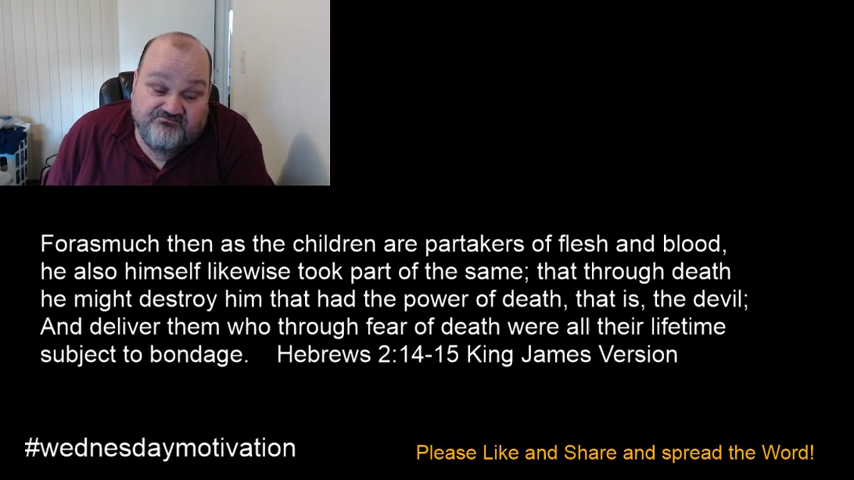 Forasmuch then as the children are partakers of flesh and blood,
he also himself likewise took part of the same; that through death
he might destroy him that had the power of death, that is, the devil;
And deliver them who through fear of death were all their lifetime
subject to bondage. Hebrews 2:14-15 King James Version
#wednesdaymotivation
Please Like and Share and spread the Word!